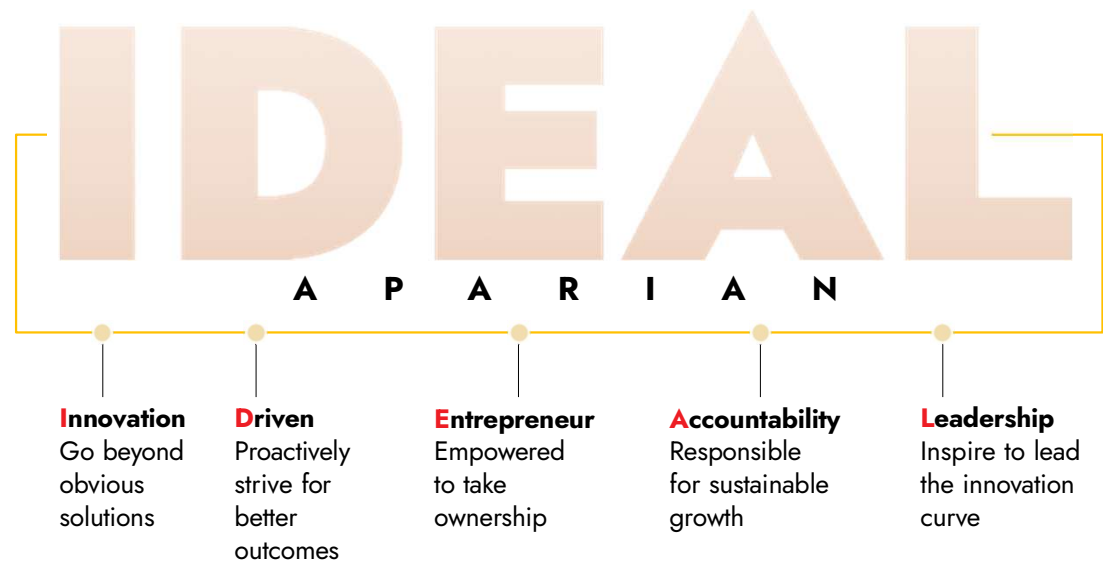 IDEAL
APARIAN
Innovation
Go beyond
obvious
solutions
Driven
Proactively
strive for
better
outcomes
Entrepreneur
Empowered
to take
ownership
Accountability
Responsible
for sustainable
growth
Leadership
Inspire to lead
the innovation
curve